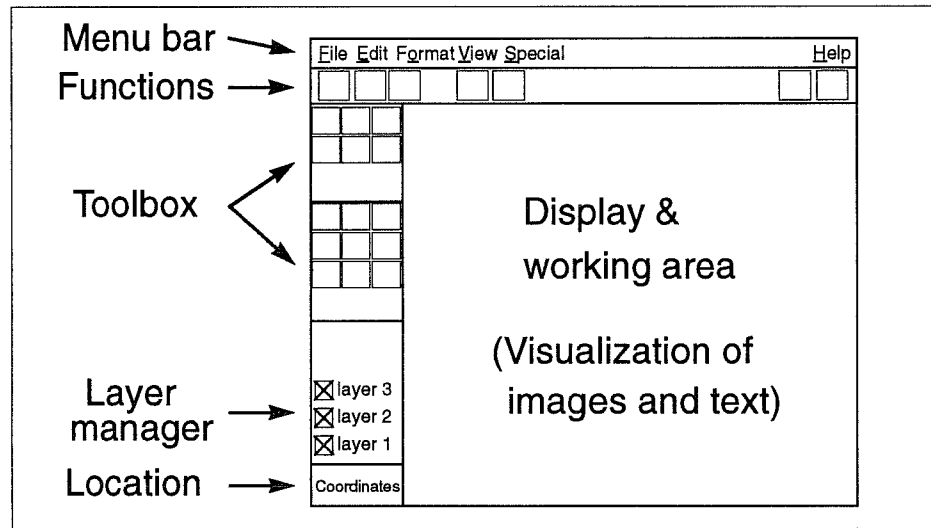 Menu bar
File Edit Format View Special Help
Functions
Toolbox
Display &
working area
(Visualization of
images and text)
Layer
manager
layer 3
layer 2
layer 1
Location
Coordinates